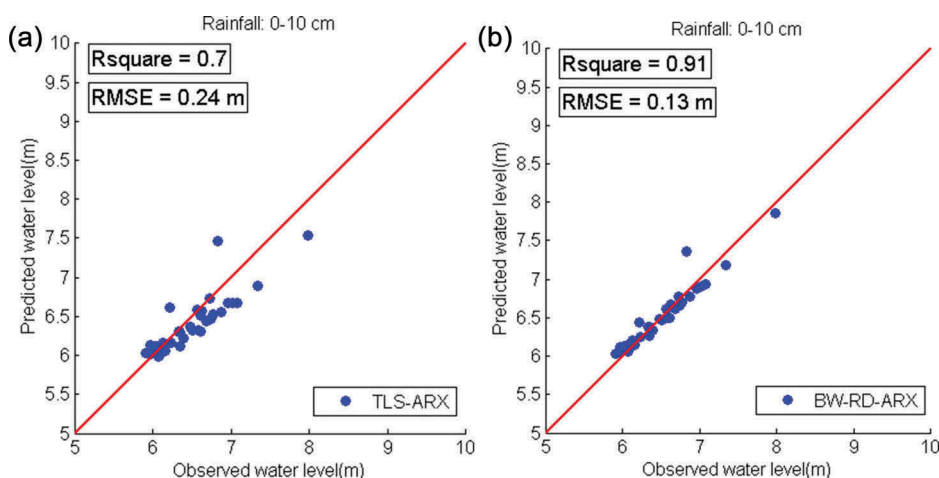 (a)
Rainfall: 0-10 cm
Rsquare = 0.7
RMSE = 0.24 m
10
9.5
9
8.5
8
7.5
7
6.5
6
5.5
5
Predicted water level(m)
TLS-ARX
5
6
7
8
9
10
Observed water level(m)
(b)
Rainfall: 0-10 cm
Rsquare = 0.91
RMSE = 0.13 m
10
9.5
9
8.5
8
7.5
7
6.5
6
5.5
5
Predicted water level(m)
BW-RD-ARX
5
6
7
8
9
10
Observed water level(m)